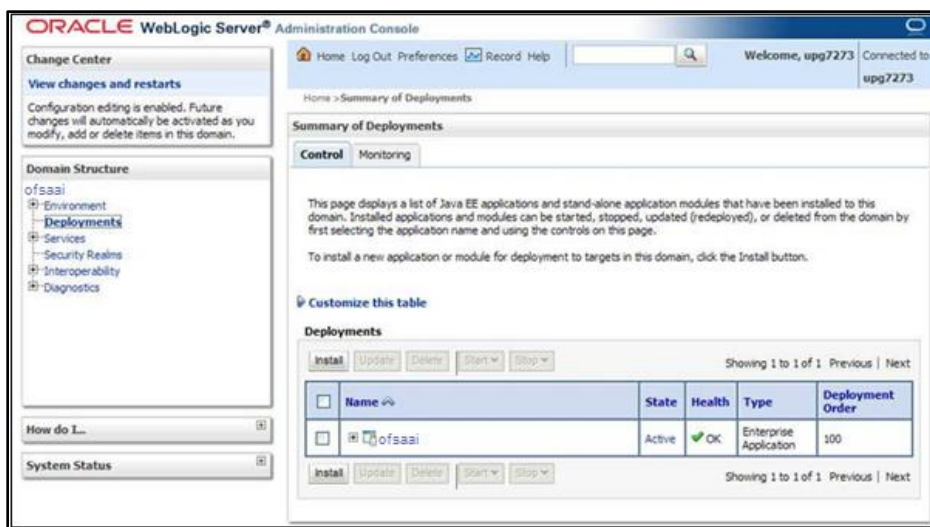 ORACLE WebLogic Server® Administration Console
Change Center
View changes and restarts
Configuration editing is enabled. Future
changes will automatically be activated as you
modify, add or delete items in this domain.
Domain Structure
ofsaai
Environment
Deployments
Services
Security Realms
Interoperability
Diagnostics
How do I...
System Status
Home Log Out Preferences Record Help
Welcome, upg7273
Connected to
upg7273
Home >Summary of Deployments
Summary of Deployments
Control Monitoring
This page displays a list of Java EE applications and stand-alone application modules that have been installed to this
domain. Installed applications and modules can be started, stopped, updated (redeployed), or deleted from the domain by
first selecting the application name and using the controls on this page.
To install a new application or module for deployment to targets in this domain, click the Install button.
Customize this table
Deployments
Install Update Delete Start Stop
Showing 1 to 1 of 1 Previous | Next
Name State Health Type Deployment Order
ofsaai Active OK Enterprise Application 100
Install Update Delete Start Stop
Showing 1 to 1 of 1 Previous | Next